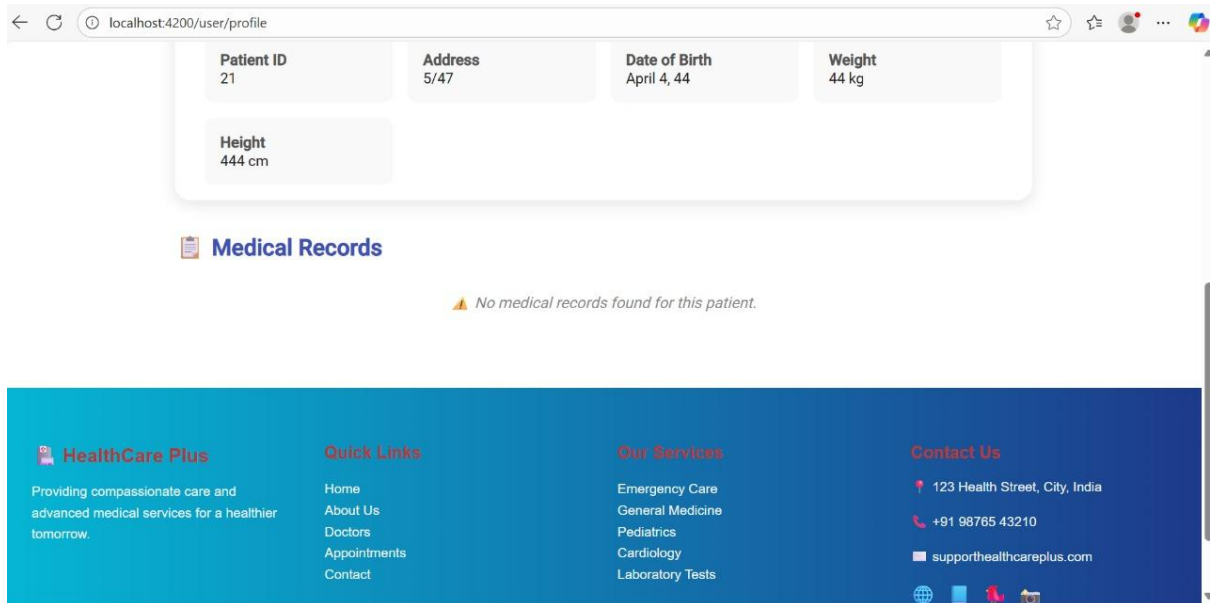 localhost:4200/user/profile
Patient ID
21
Address
5/47
Date of Birth
April 4, 44
Weight
44 kg
Height
444 cm
Medical Records
No medical records found for this patient.
HealthCare Plus
Providing compassionate care and
advanced medical services for a healthier
tomorrow.
Quick Links
Home
About Us
Doctors
Appointments
Contact
Our Services
Emergency Care
General Medicine
Pediatrics
Cardiology
Laboratory Tests
Contact Us
123 Health Street, City, India
+91 98765 43210
supporthealthcareplus.com